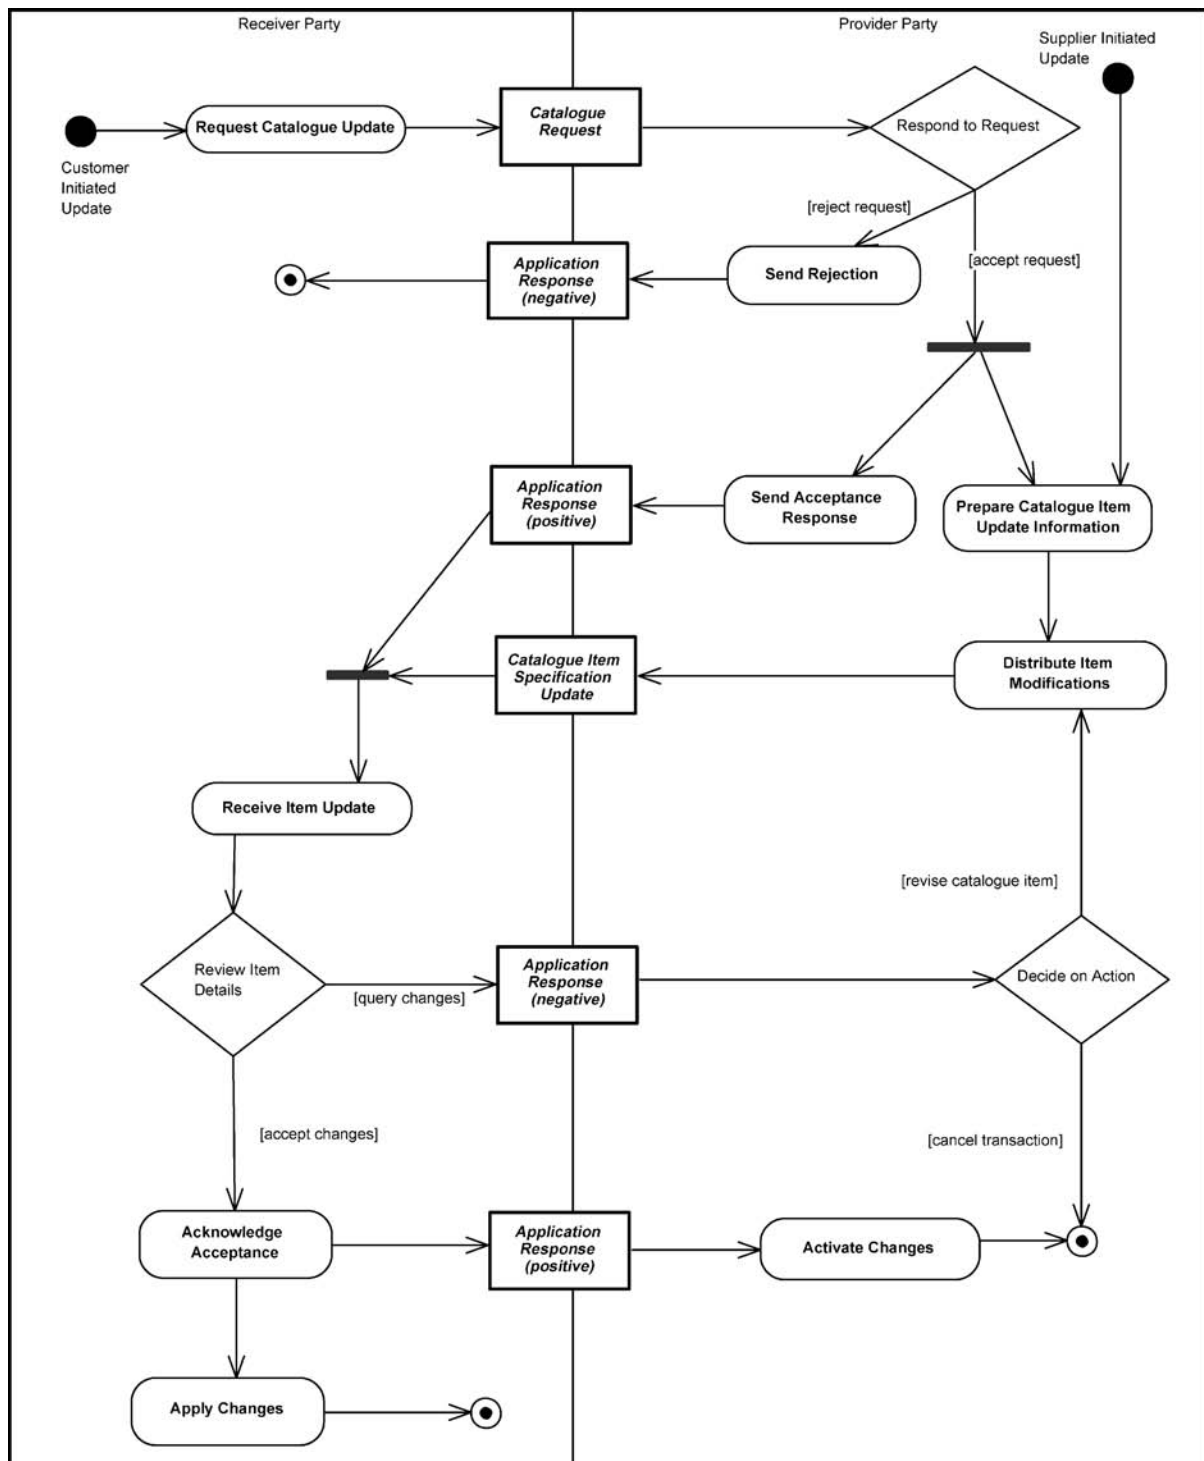 Receiver Party
Provider Party
Supplier Initiated
Update
Customer
Initiated
Update
Request Catalogue Update
Catalogue
Request
Respond to Request
[reject request]
[accept request]
Application
Response
(negative)
Send Rejection
Application
Response
(positive)
Send Acceptance
Response
Prepare Catalogue Item
Update Information
Catalogue Item
Specification
Update
Distribute Item
Modifications
Receive Item Update
[revise catalogue item]
Review Item
Details
[query changes]
Application
Response
(negative)
Decide on Action
[accept changes]
[cancel transaction]
Acknowledge
Acceptance
Application
Response
(positive)
Activate Changes
Apply Changes